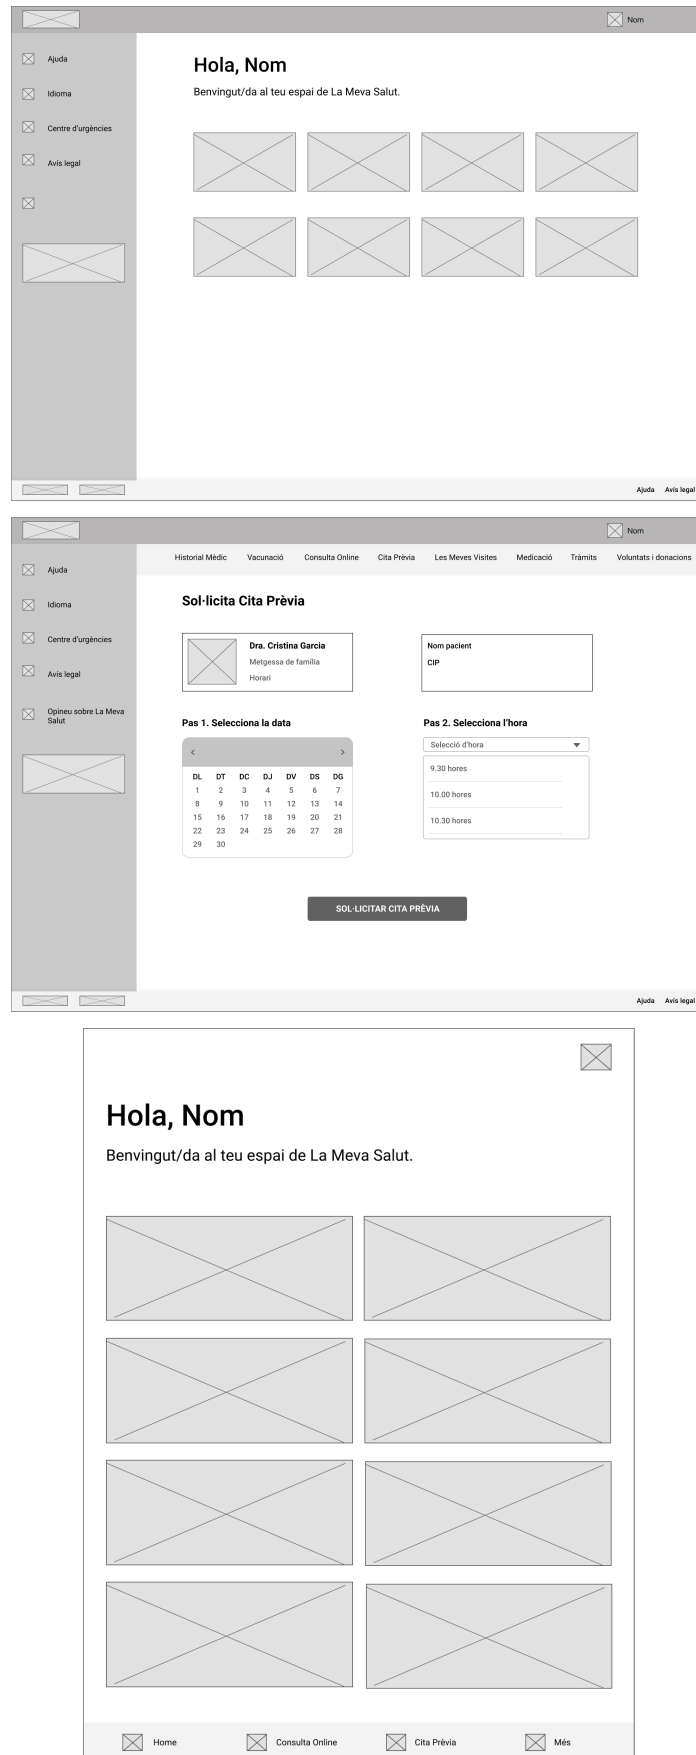 Nom
Ajuda
Idioma
Centre d'urgències
Avís legal
Hola, Nom
Benvingut/da al teu espai de La Meva Salut.
Ajuda Avís legal
Nom
Ajuda
Idioma
Centre d'urgències
Avís legal
Opineu sobre La Meva
Salut
Historial Mèdic Vacunació Consulta Online Cita Prèvia Les Meves Visites Medicació Tràmits Voluntats i donacions
Sol·licita Cita Prèvia
Dra. Cristina Garcia
Metgessa de família
Horari
Nom pacient
CIP
Pas 1. Selecciona la data
< >
DL DT DC DJ DV DS DG
1 2 3 4 5 6 7
8 9 10 11 12 13 14
15 16 17 18 19 20 21
22 23 24 25 26 27 28
29 30
Pas 2. Selecciona l'hora
Selecció d'hora
9.30 hores
10.00 hores
10.30 hores
SOL·LICITAR CITA PRÈVIA
Ajuda Avís legal
Hola, Nom
Benvingut/da al teu espai de La Meva Salut.
Home Consulta Online Cita Prèvia Més